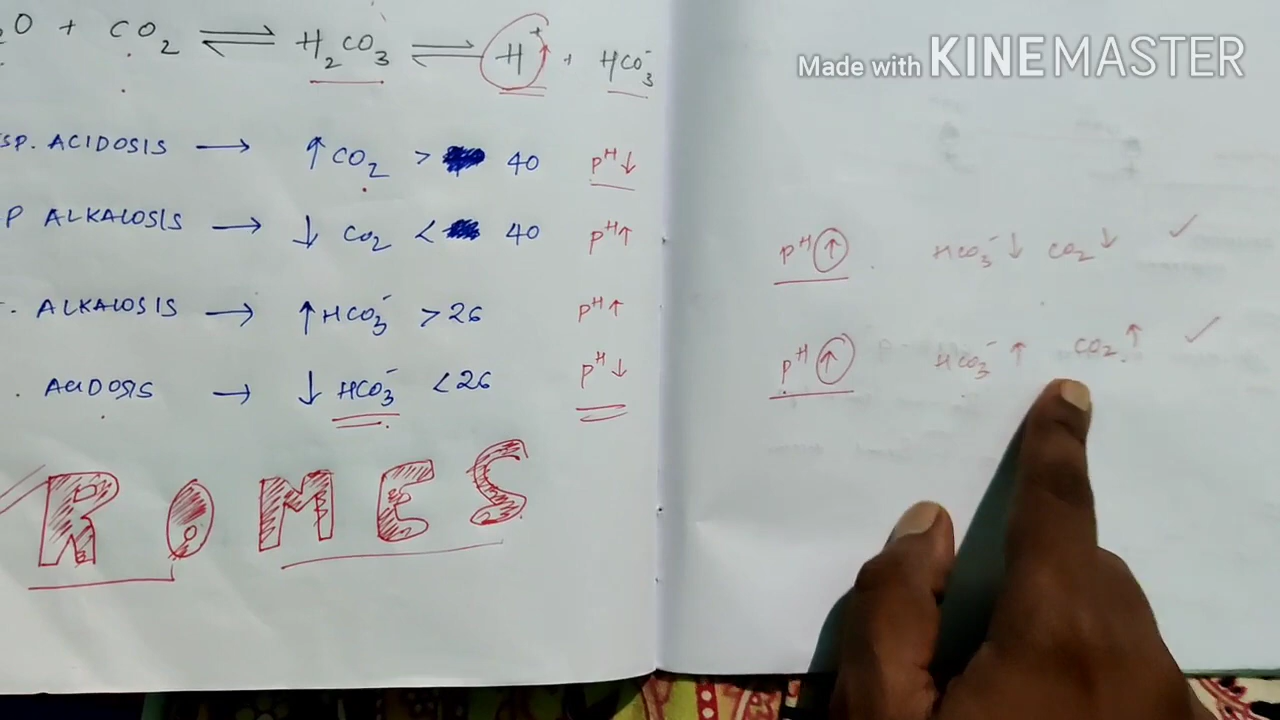 ₂O + CO₂ ⇌ H₂CO₃ ⇌ H⁺↑ + HCO₃⁻
SP. ACIDOSIS → ↑CO₂ > 40 pH↓
P ALKALOSIS → ↓ CO₂ < 40 pH↑
. ALKALOSIS → ↑HCO₃⁻ >26 pH↑
. ACIDOSIS → ↓ HCO₃⁻ <26 pH↓
ROMES
Made with KINEMASTER
pH↑ HCO₃⁻↓ CO₂↓ ✓
pH↑ HCO₃⁻↑ CO₂↑ ✓